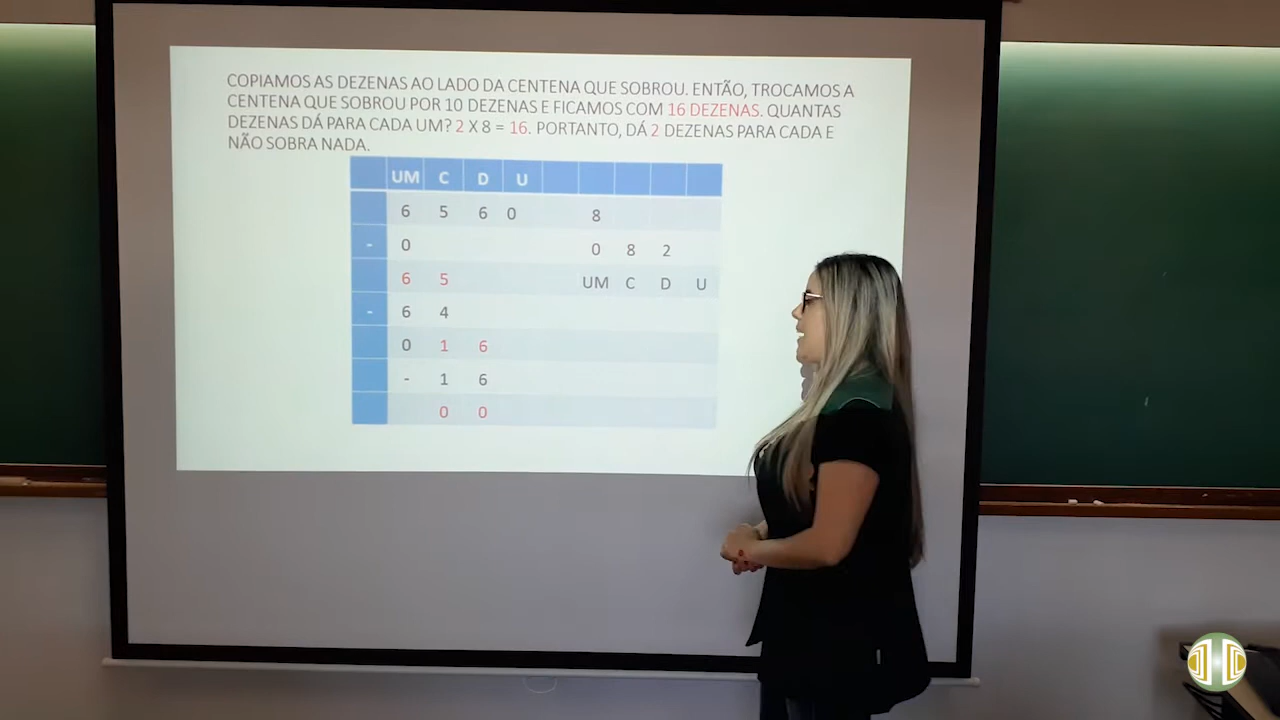 COPIAMOS AS DEZENAS AO LADO DA CENTENA QUE SOBROU. ENTÃO, TROCAMOS A
CENTENA QUE SOBROU POR 10 DEZENAS E FICAMOS COM 16 DEZENAS. QUANTAS
DEZENAS DÁ PARA CADA UM? 2 X 8 = 16. PORTANTO, DÁ 2 DEZENAS PARA CADA E
NÃO SOBRA NADA.
UM C D U
6 5 6 0 8
- 0 0 8 2
6 5 UM C D U
- 6 4
0 1 6
- 1 6
0 0